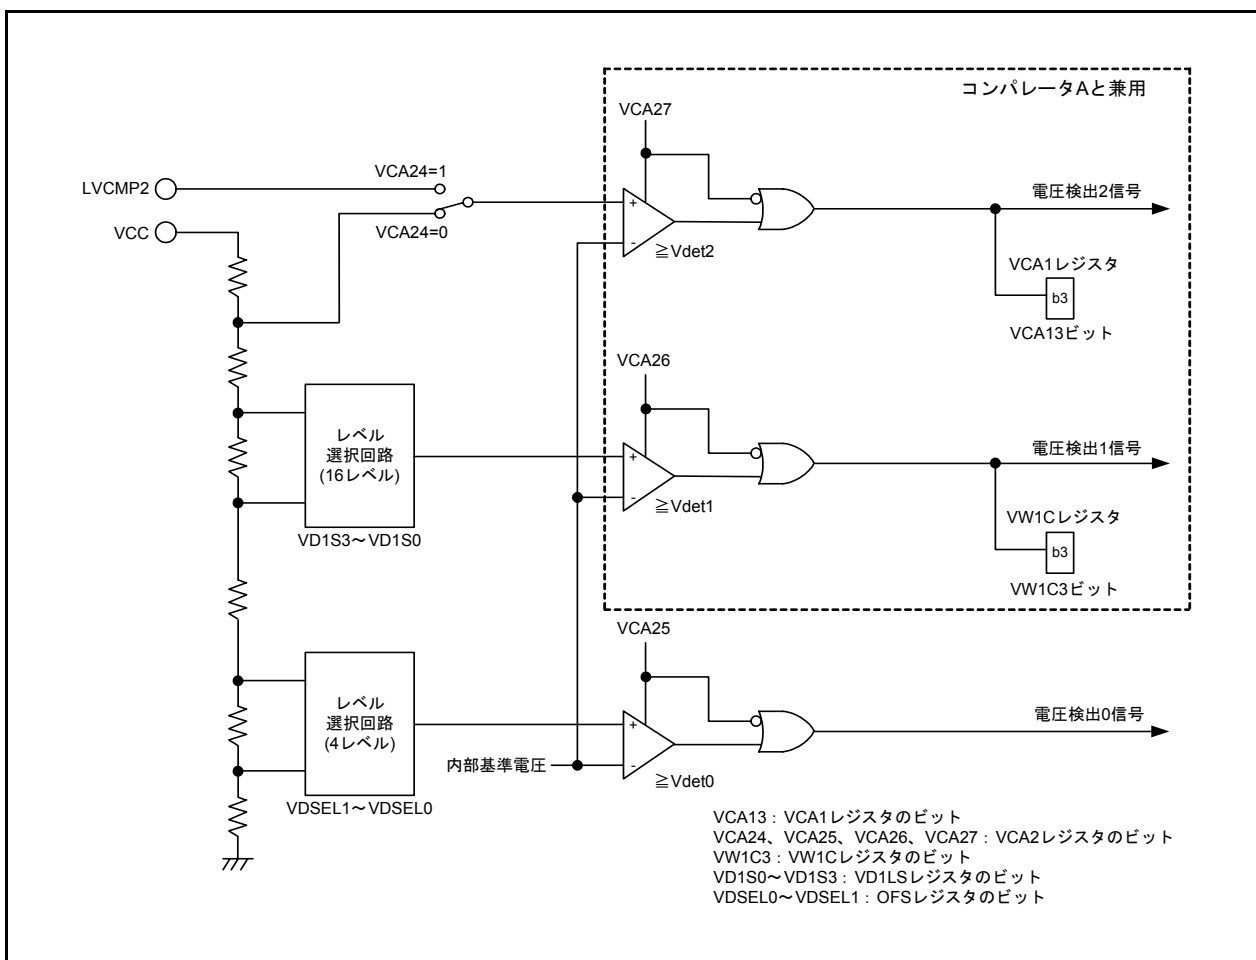 コンパレータAと兼用
VCA27
LVCMP2
VCA24=1
VCC
VCA24=0
+
-
≧Vdet2
電圧検出2信号
VCA1レジスタ
b3
VCA13ビット
VCA26
レベル
選択回路
(16レベル)
VD1S3～VD1S0
+
-
≧Vdet1
電圧検出1信号
VW1Cレジスタ
b3
VW1C3ビット
VCA25
レベル
選択回路
(4レベル)
VDSEL1～VDSEL0
内部基準電圧
+
-
≧Vdet0
電圧検出0信号
VCA13：VCA1レジスタのビット
VCA24、VCA25、VCA26、VCA27：VCA2レジスタのビット
VW1C3：VW1Cレジスタのビット
VD1S0～VD1S3：VD1LSレジスタのビット
VDSEL0～VDSEL1：OFSレジスタのビット